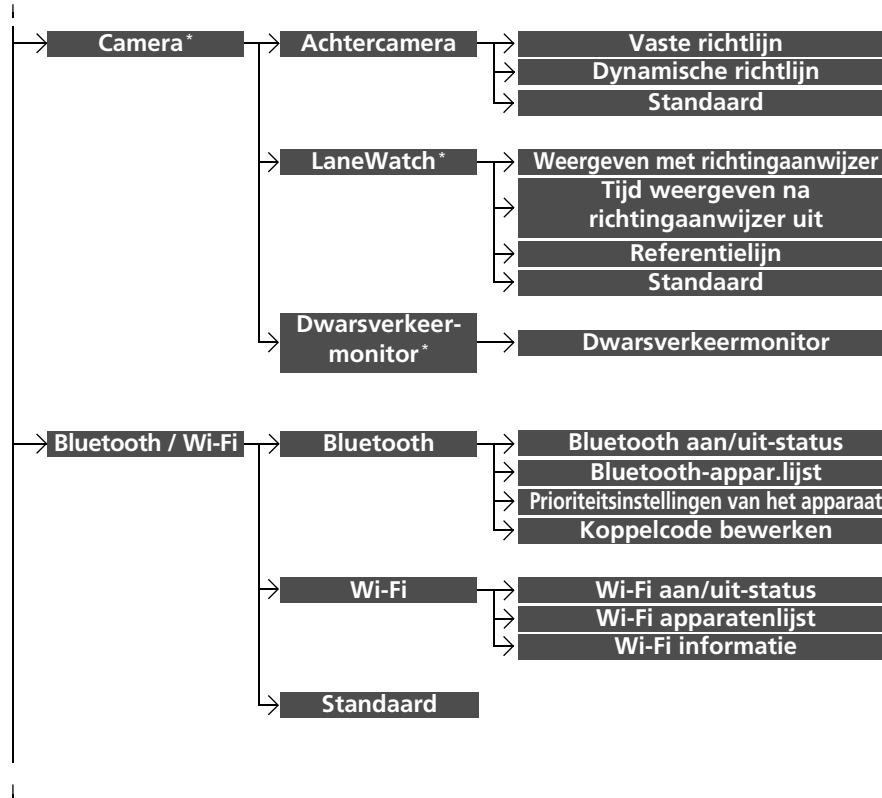 Camera*
Achtercamera
Vaste richtlijn
Dynamische richtlijn
Standaard
LaneWatch*
Weergeven met richtingaanwijzer
Tijd weergeven na
richtingaanwijzer uit
Referentielijn
Standaard
Dwarsverkeer-
monitor*
Dwarsverkeermonitor
Bluetooth / Wi-Fi
Bluetooth
Bluetooth aan/uit-status
Bluetooth-appar.lijst
Prioriteitsinstellingen van het apparaat
Koppelcode bewerken
Wi-Fi
Wi-Fi aan/uit-status
Wi-Fi apparatenlijst
Wi-Fi informatie
Standaard